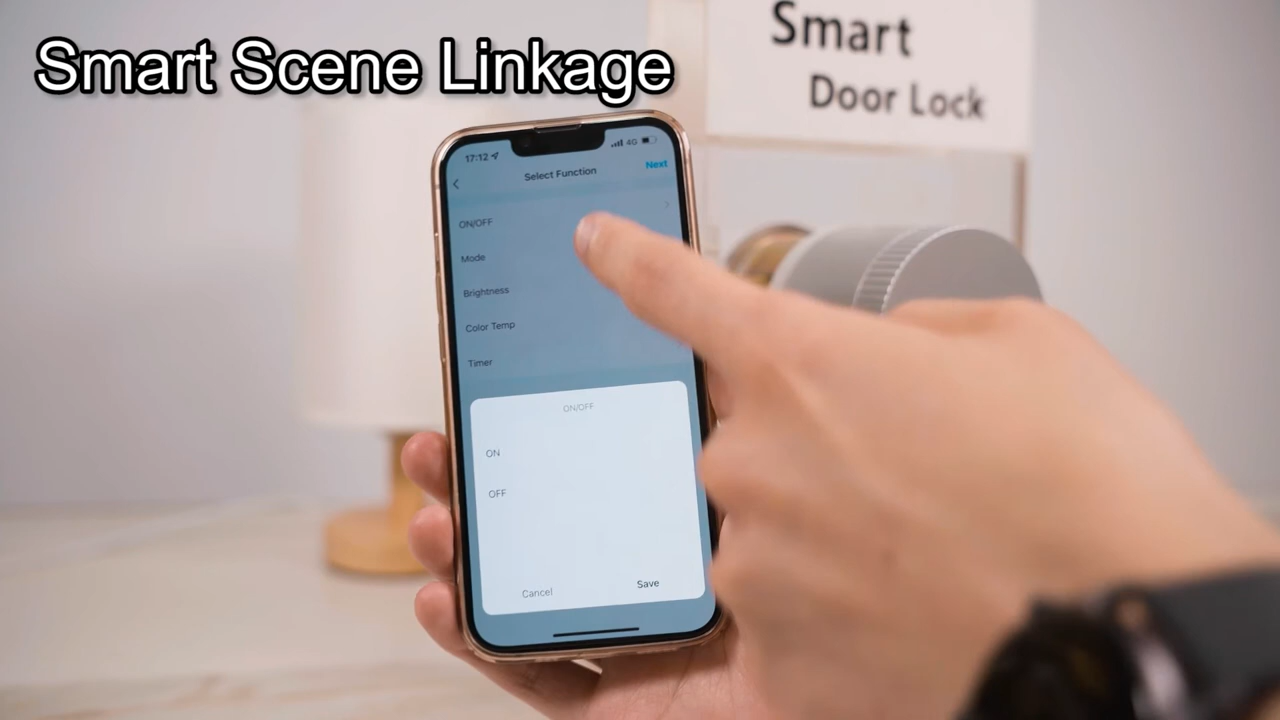 Smart Scene Linkage
Smart
Door Lock
17:12
4G
Select Function
Next
ON/OFF
Mode
Brightness
Color Temp
Timer
ON/OFF
ON
OFF
Cancel
Save